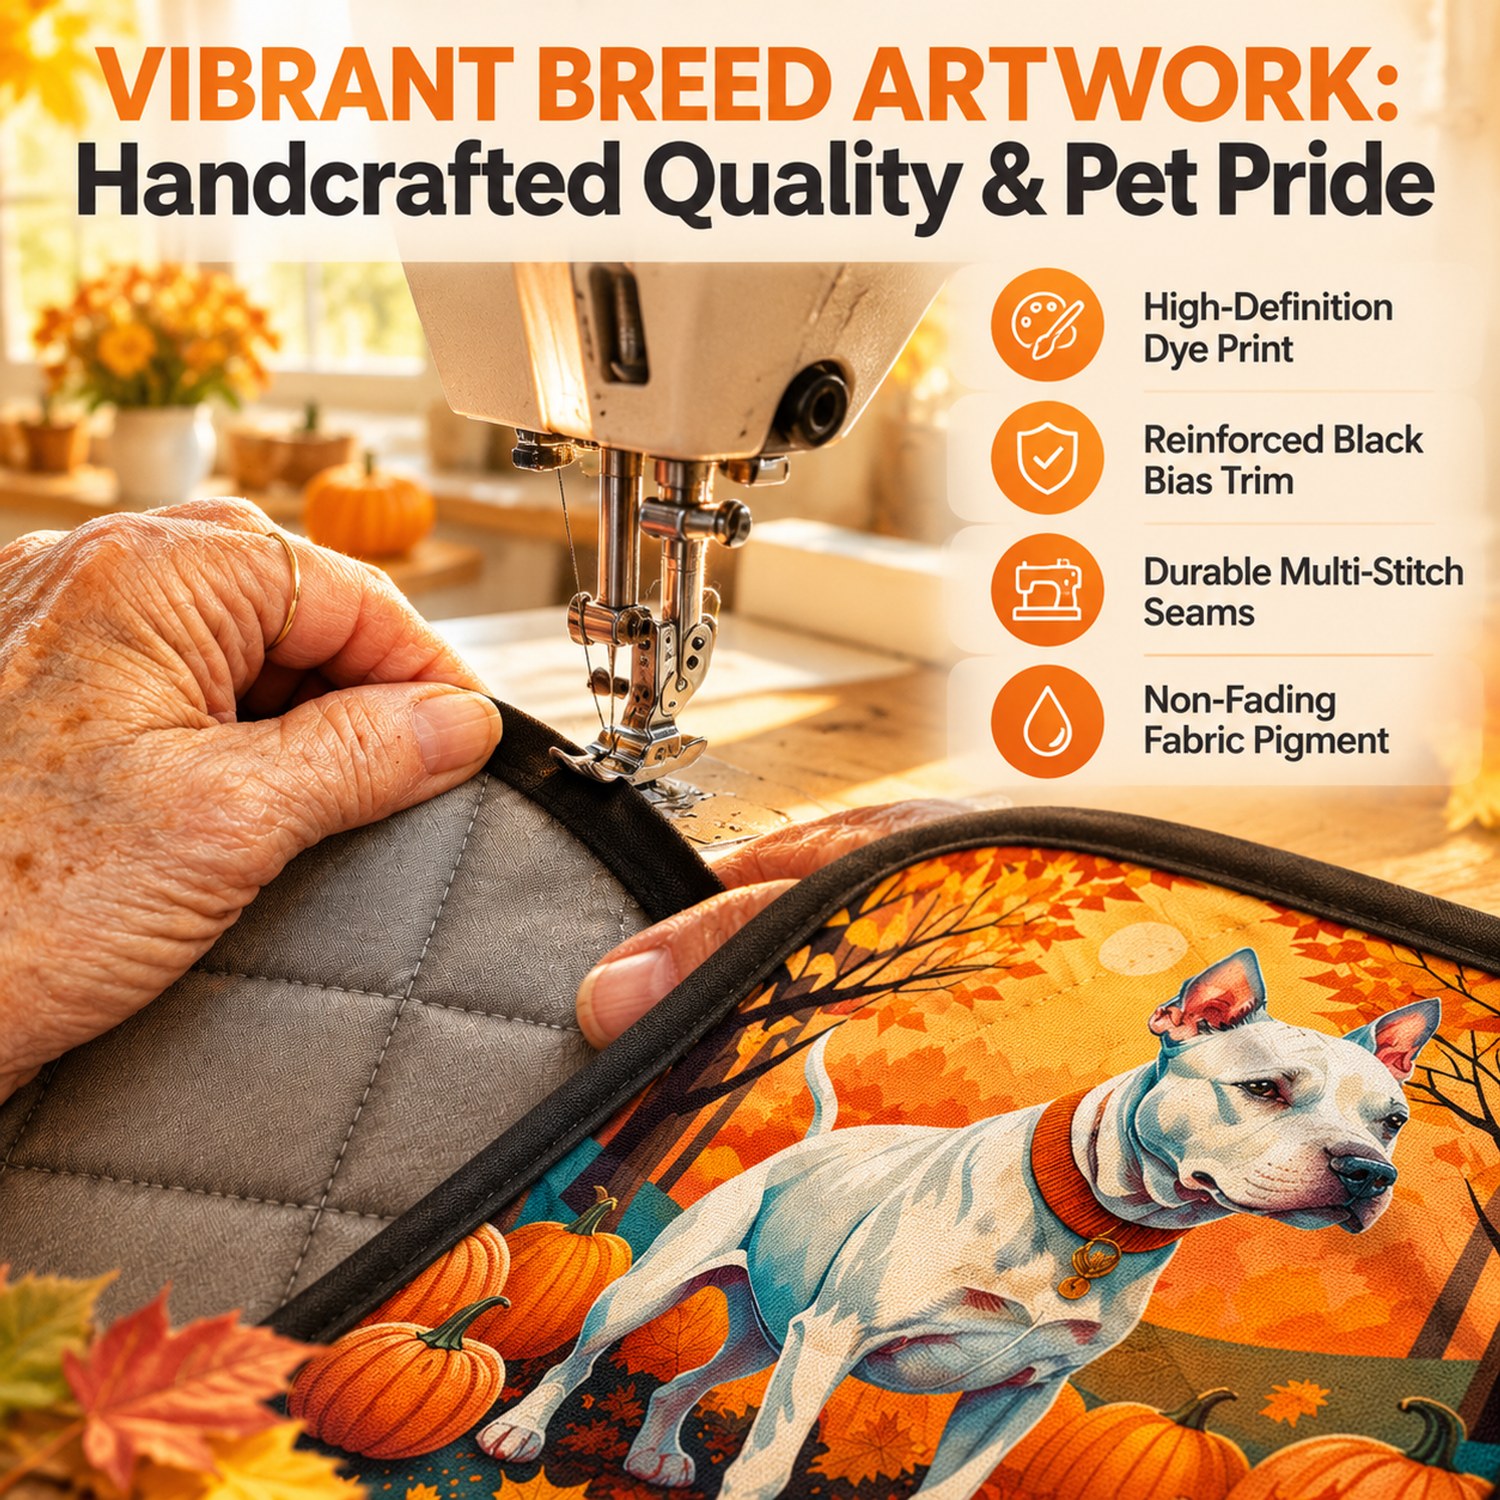 VIBRANT BREED ARTWORK:
Handcrafted Quality & Pet Pride
High-Definition
Dye Print
Reinforced Black
Bias Trim
Durable Multi-Stitch
Seams
Non-Fading
Fabric Pigment